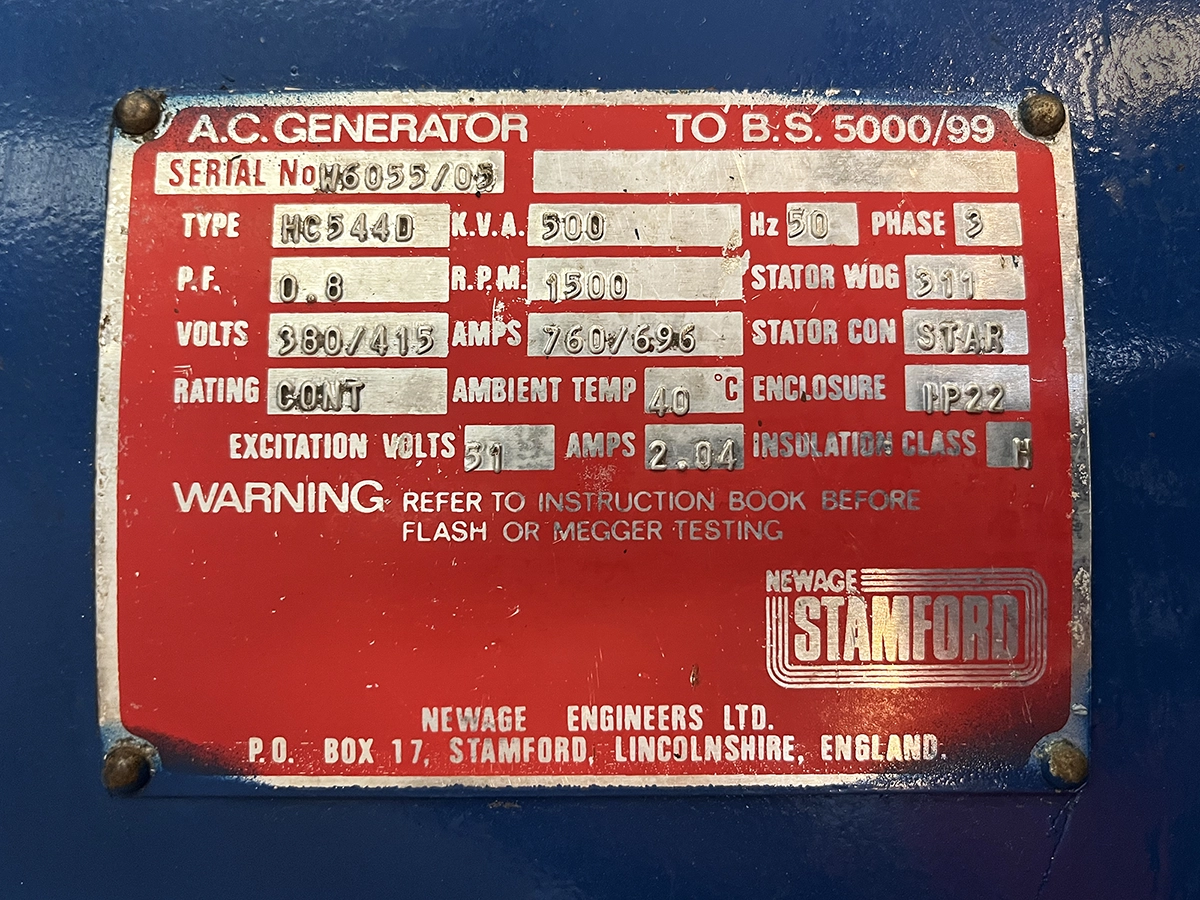 A.C. GENERATOR TO B.S. 5000/99
SERIAL No W6055/05
TYPE HC544D K.V.A. 500 Hz 50 PHASE 3
P.F. 0.8 R.P.M. 1500 STATOR WDG 311
VOLTS 380/415 AMPS 760/696 STATOR CON STAR
RATING CONT AMBIENT TEMP 40 °C ENCLOSURE IP22
EXCITATION VOLTS 51 AMPS 2.04 INSULATION CLASS H
WARNING REFER TO INSTRUCTION BOOK BEFORE
FLASH OR MEGGER TESTING
NEWAGE
STAMFORD
NEWAGE ENGINEERS LTD.
P.O. BOX 17, STAMFORD, LINCOLNSHIRE, ENGLAND.